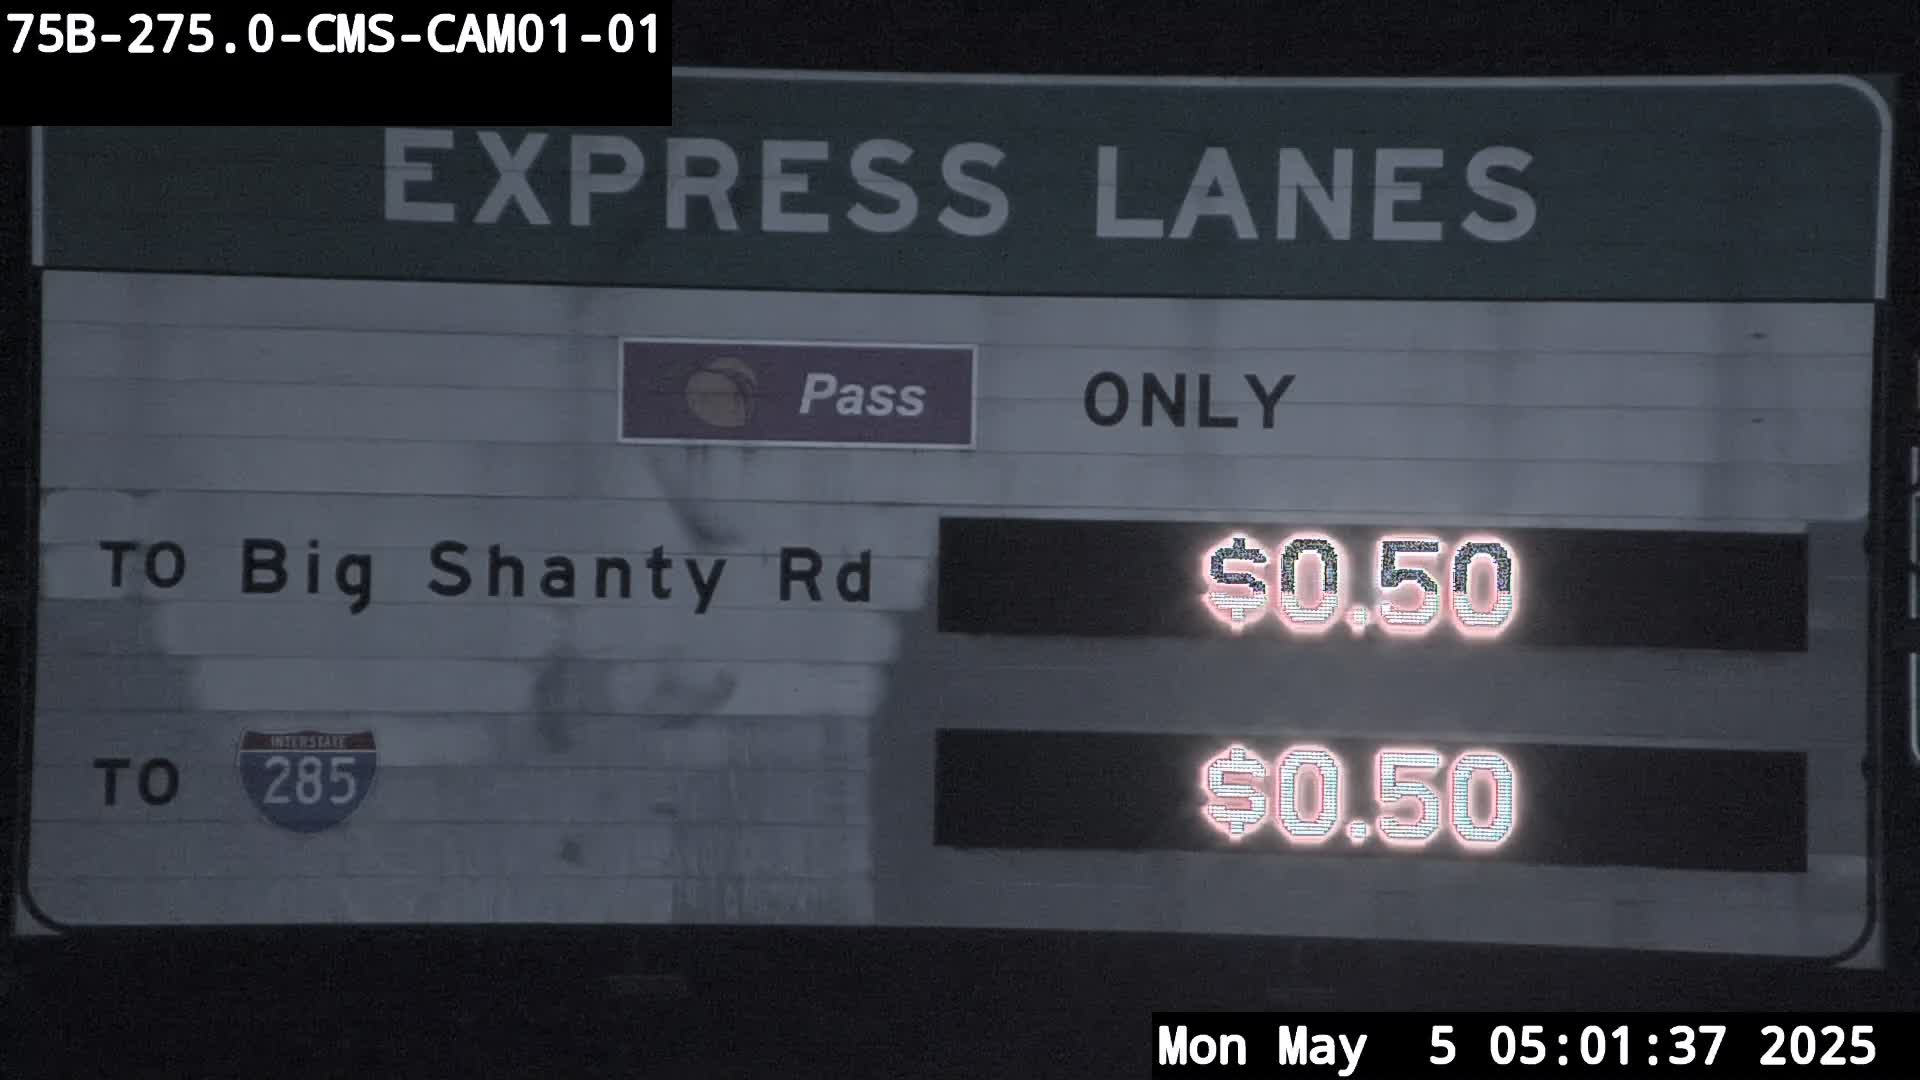 75B-275.0-CMS-CAM01-01
EXPRESS LANES
Pass ONLY
TO Big Shanty Rd $0.50
TO INTERSTATE 285 $0.50
Mon May 5 05:01:37 2025